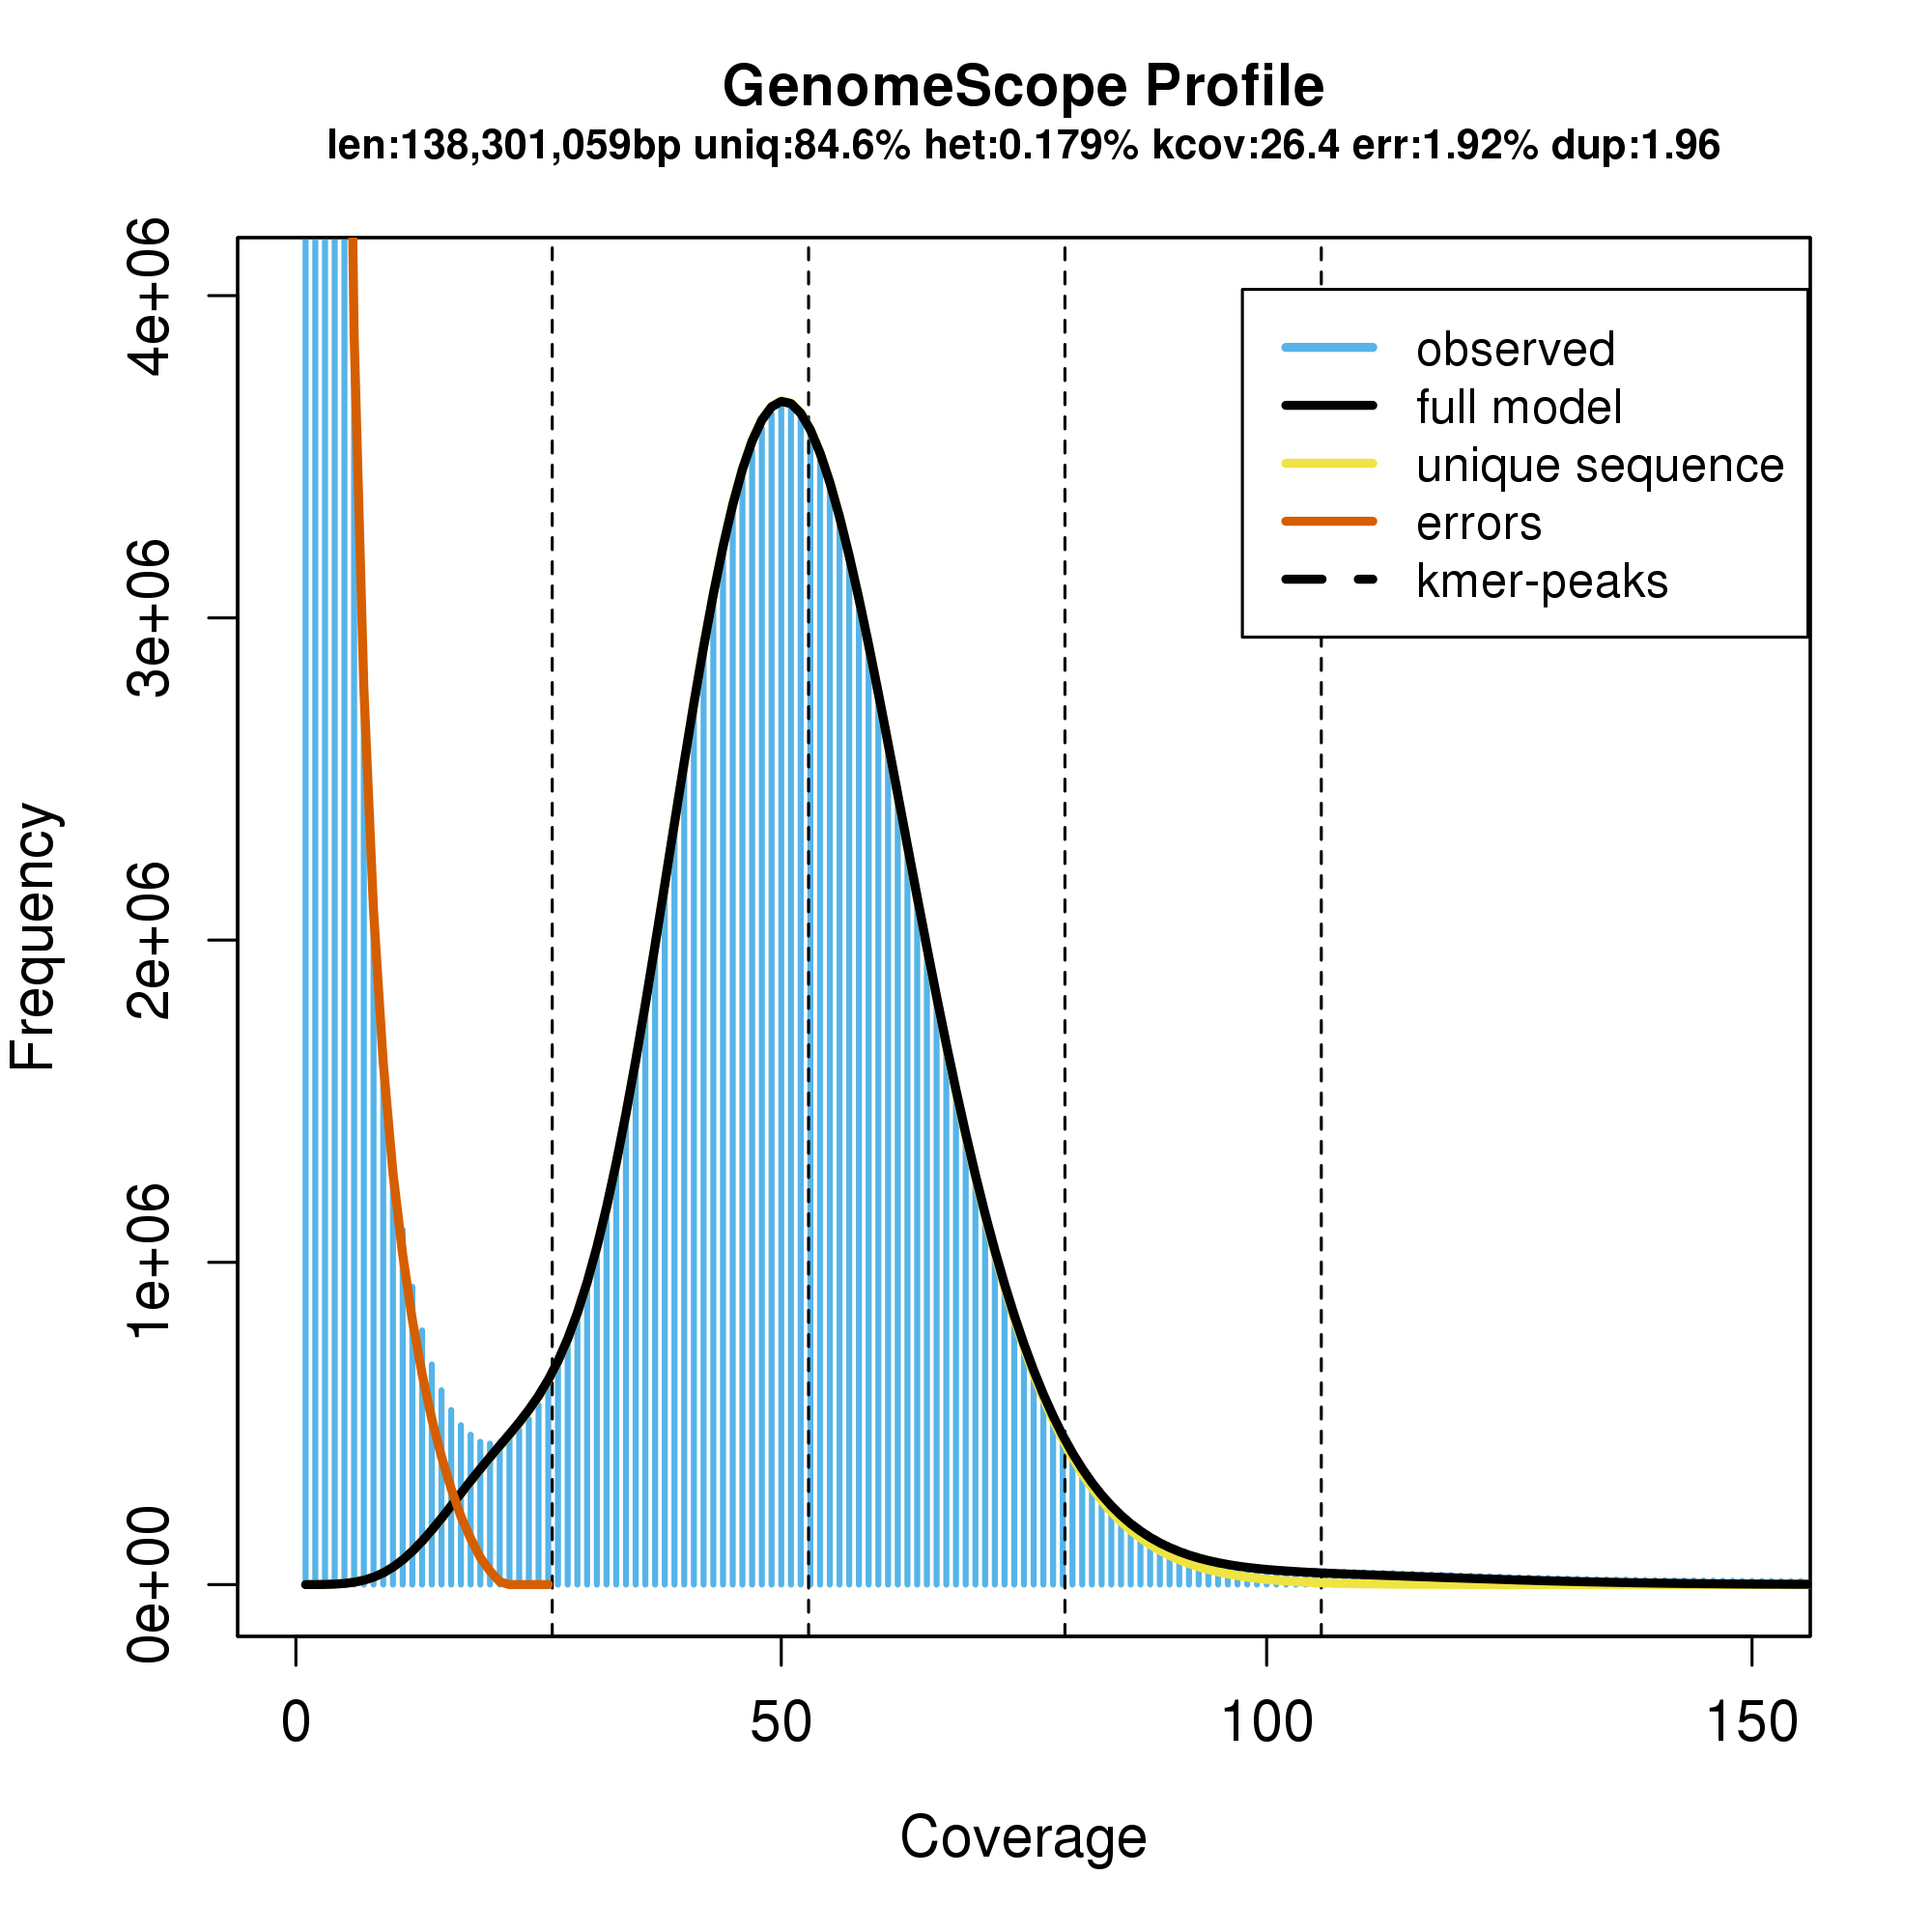 GenomeScope Profile
len:138,301,059bp uniq:84.6% het:0.179% kcov:26.4 err:1.92% dup:1.96
4e+06
3e+06
2e+06
1e+06
0e+00
Frequency
observed
full model
unique sequence
errors
kmer-peaks
0 50 100 150
Coverage